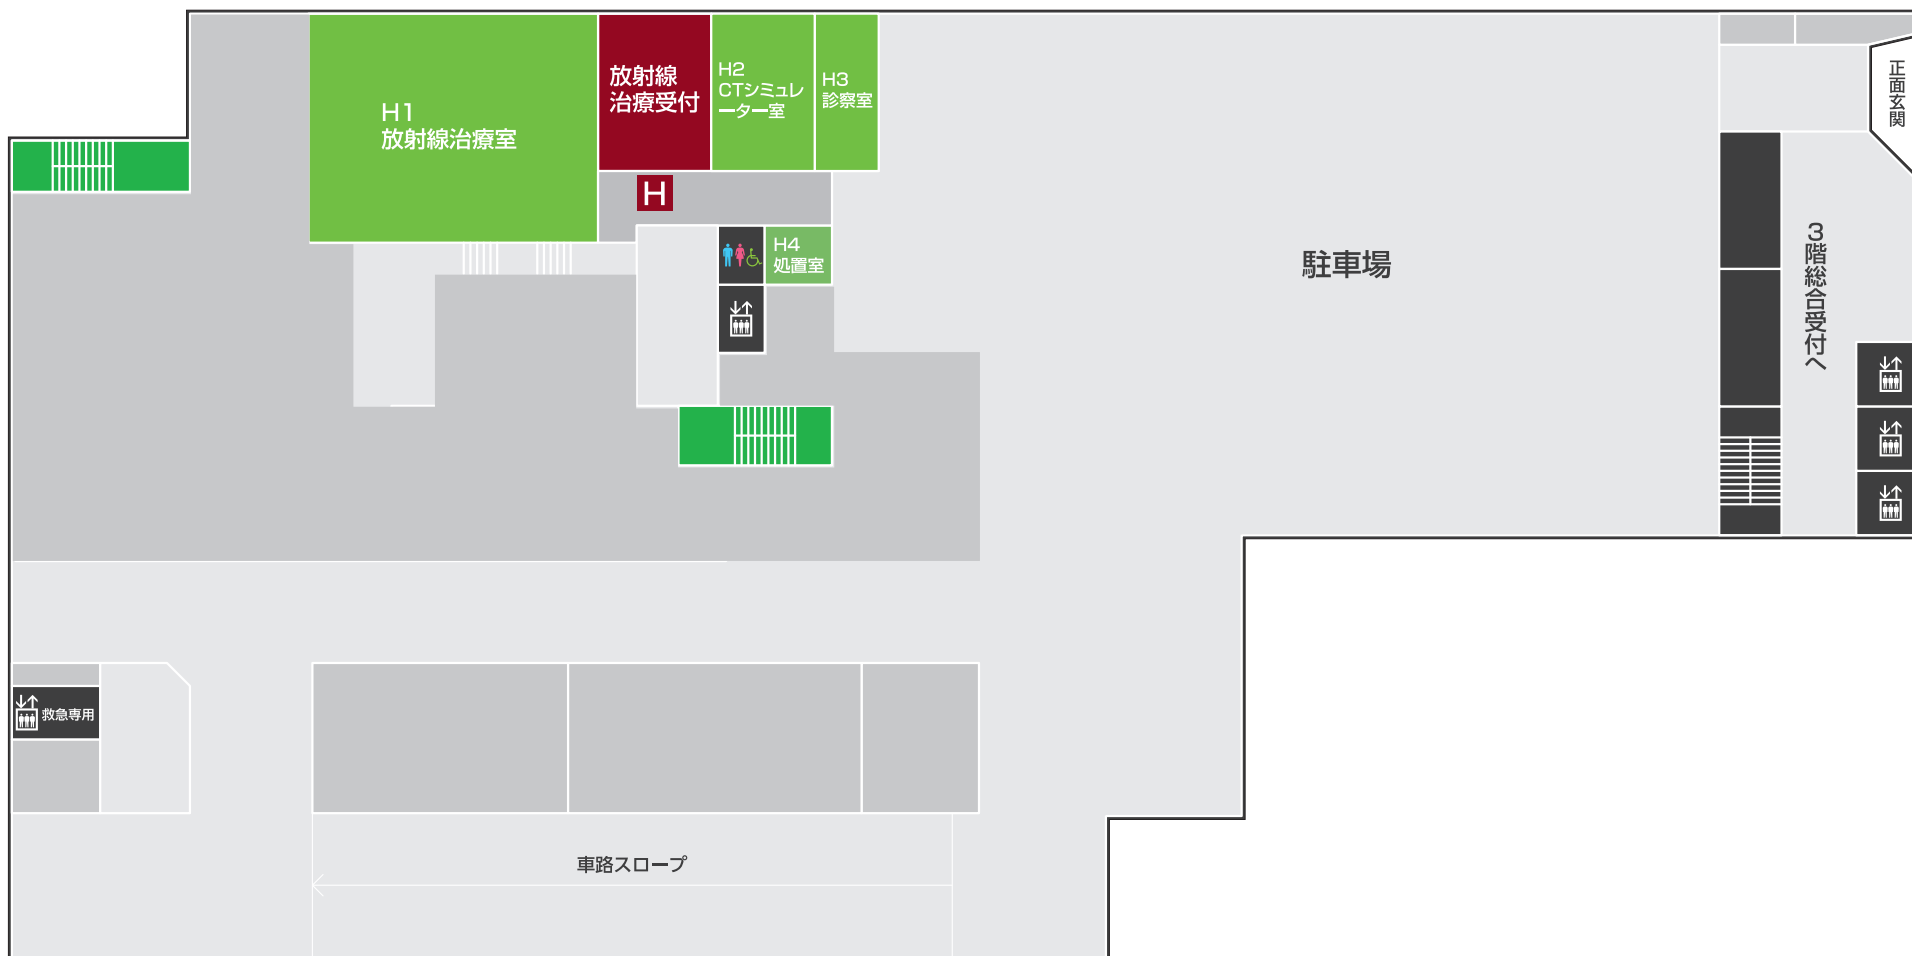 H1
放射線治療室
放射線
治療受付
H2
CTシミュレ
ーター室
H3
診察室
H
H4
処置室
駐車場
正面玄関
3階総合受付へ
救急専用
車路スロープ